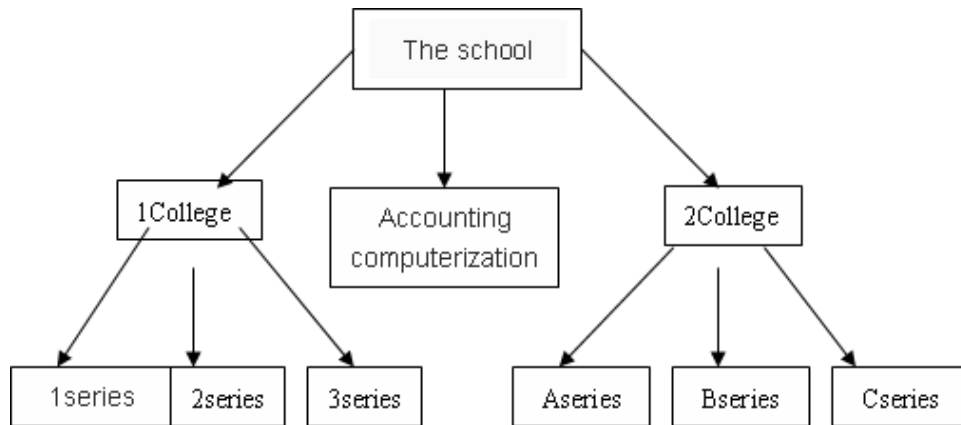 The school
1College
Accounting
computerization
2College
1series
2series
3series
Aseries
Bseries
Cseries